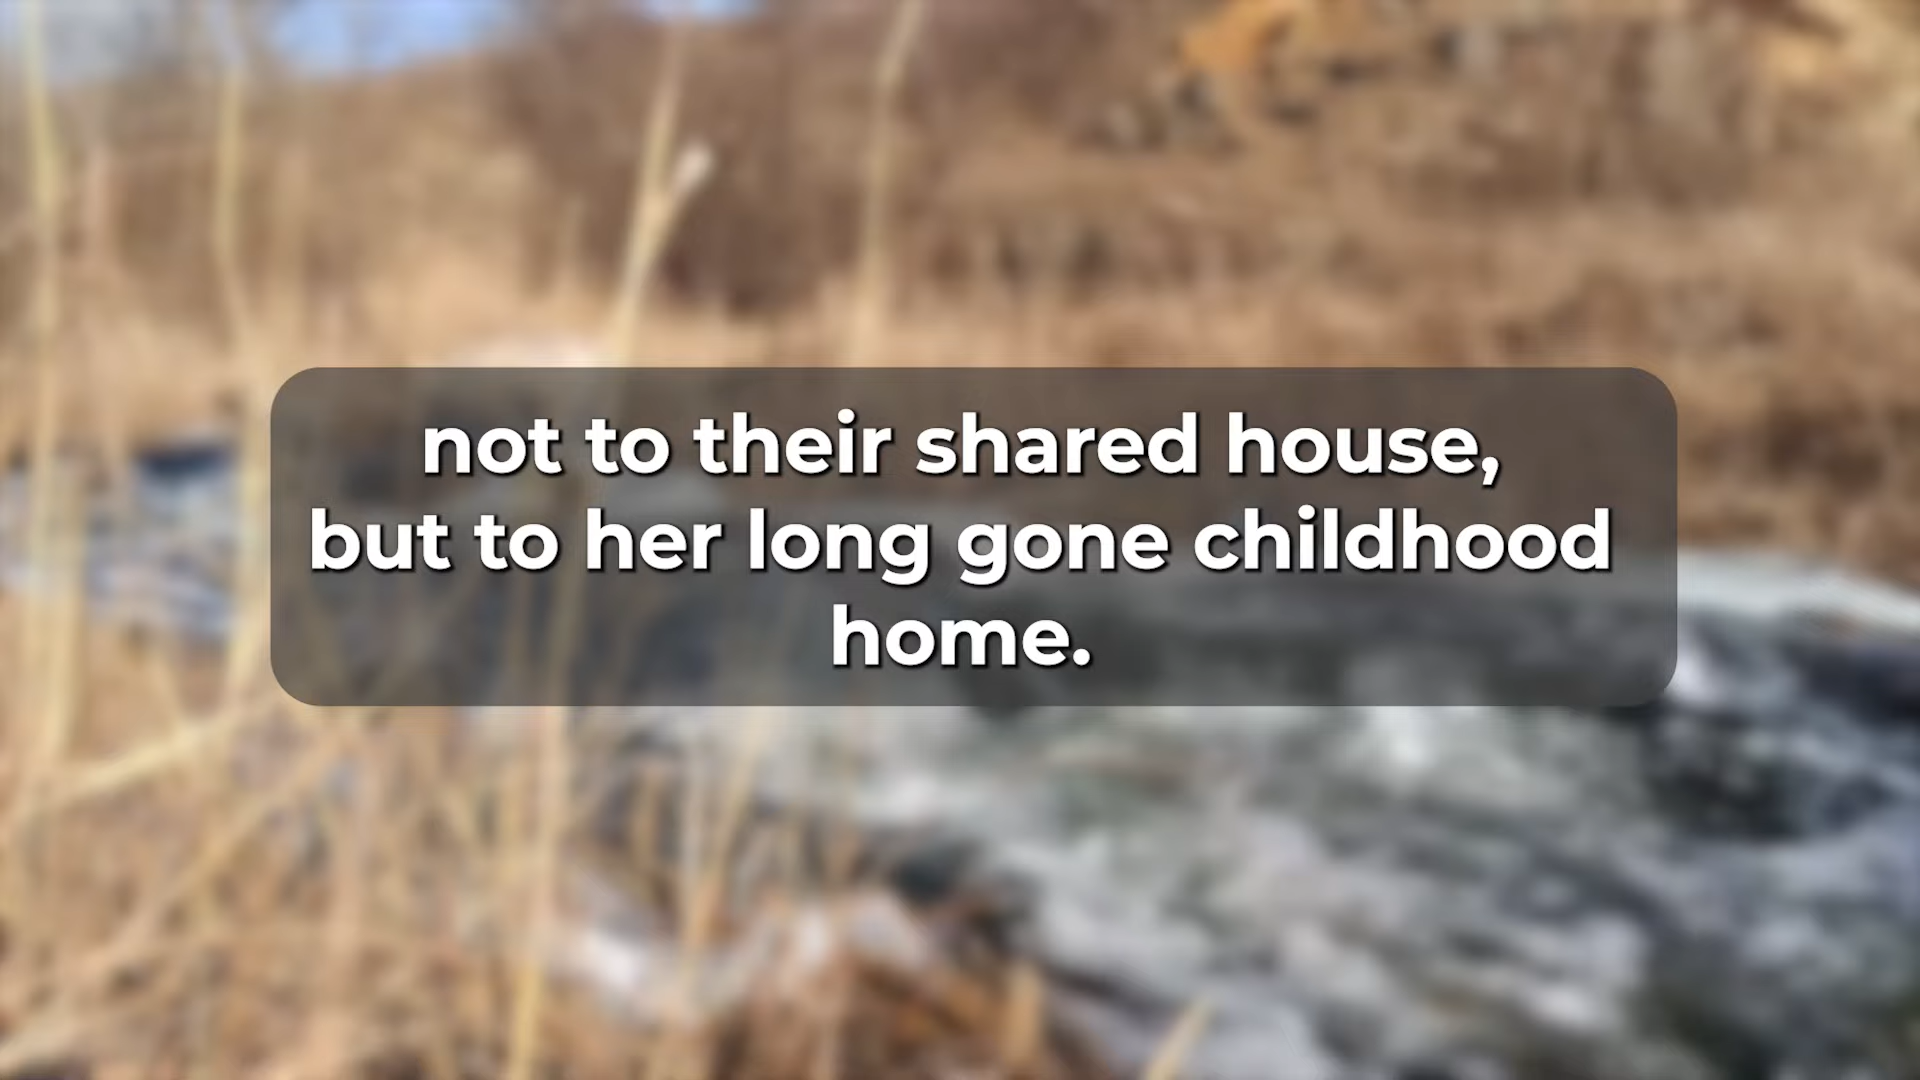 not to their shared house,
but to her long gone childhood
home.